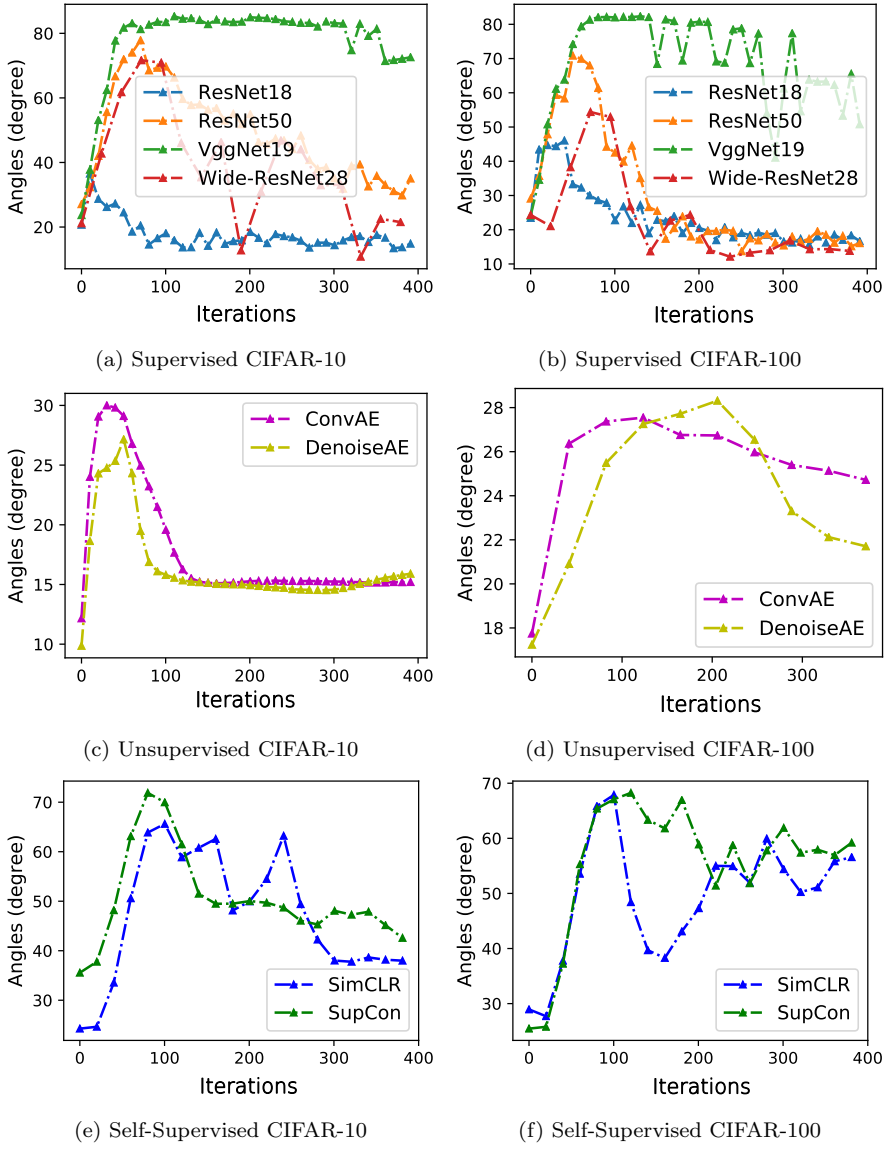 Angles (degree)
80
60
40
20
ResNet18
ResNet50
VggNet19
Wide-ResNet28
0 100 200 300 400
Iterations
(a) Supervised CIFAR-10
Angles (degree)
80
70
60
50
40
30
20
10
ResNet18
ResNet50
VggNet19
Wide-ResNet28
0 100 200 300 400
Iterations
(b) Supervised CIFAR-100
Angles (degree)
30
25
20
15
10
ConvAE
DenoiseAE
0 100 200 300 400
Iterations
(c) Unsupervised CIFAR-10
Angles (degree)
28
26
24
22
20
18
ConvAE
DenoiseAE
0 100 200 300
Iterations
(d) Unsupervised CIFAR-100
Angles (degree)
70
60
50
40
30
SimCLR
SupCon
0 100 200 300 400
Iterations
(e) Self-Supervised CIFAR-10
Angles (degree)
70
60
50
40
30
SimCLR
SupCon
0 100 200 300 400
Iterations
(f) Self-Supervised CIFAR-100